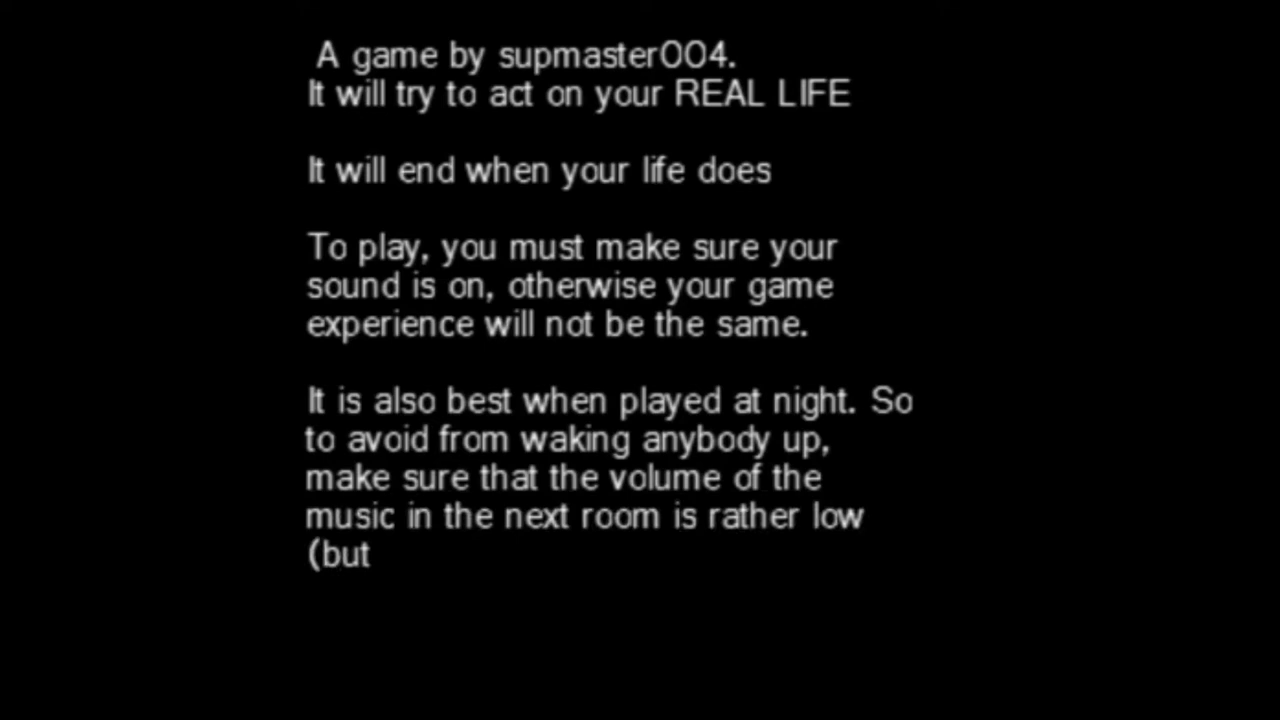 A game by supmaster004.
It will try to act on your REAL LIFE
It will end when your life does
To play, you must make sure your
sound is on, otherwise your game
experience will not be the same.
It is also best when played at night. So
to avoid from waking anybody up,
make sure that the volume of the
music in the next room is rather low
(but